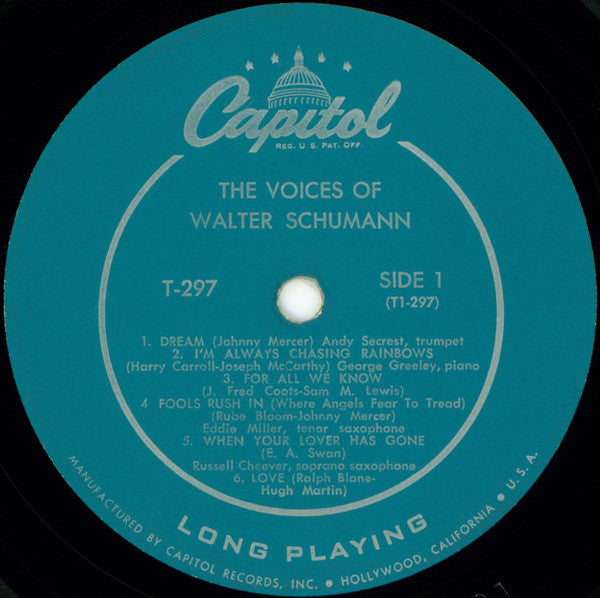 Capitol
REG. U. S. PAT. OFF.
THE VOICES OF
WALTER SCHUMANN
T-297
SIDE 1
(T1-297)
1. DREAM (Johnny Mercer) Andy Secrest, trumpet
2. I'M ALWAYS CHASING RAINBOWS
(Harry Carroll-Joseph McCarthy) George Greeley, piano
3. FOR ALL WE KNOW
(J. Fred Coots-Sam M. Lewis)
4 FOOLS RUSH IN (Where Angels Fear To Tread)
(Rube Bloom-Johnny Mercer)
Eddie Miller, tenor saxophone
5. WHEN YOUR LOVER HAS GONE
(E. A. Swan)
Russell Cheever, soprano saxophone
6. LOVE (Ralph Blane-
Hugh Martin)
LONG PLAYING
MANUFACTURED BY CAPITOL RECORDS, INC. • HOLLYWOOD, CALIFORNIA • U.S.A.